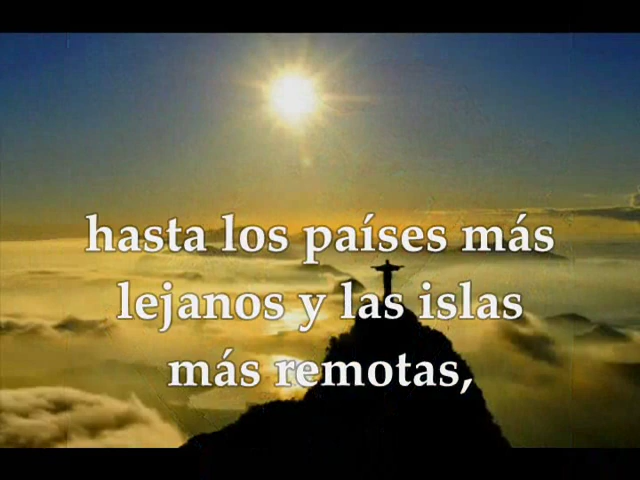 hasta los países más
lejanos y las islas
más remotas,